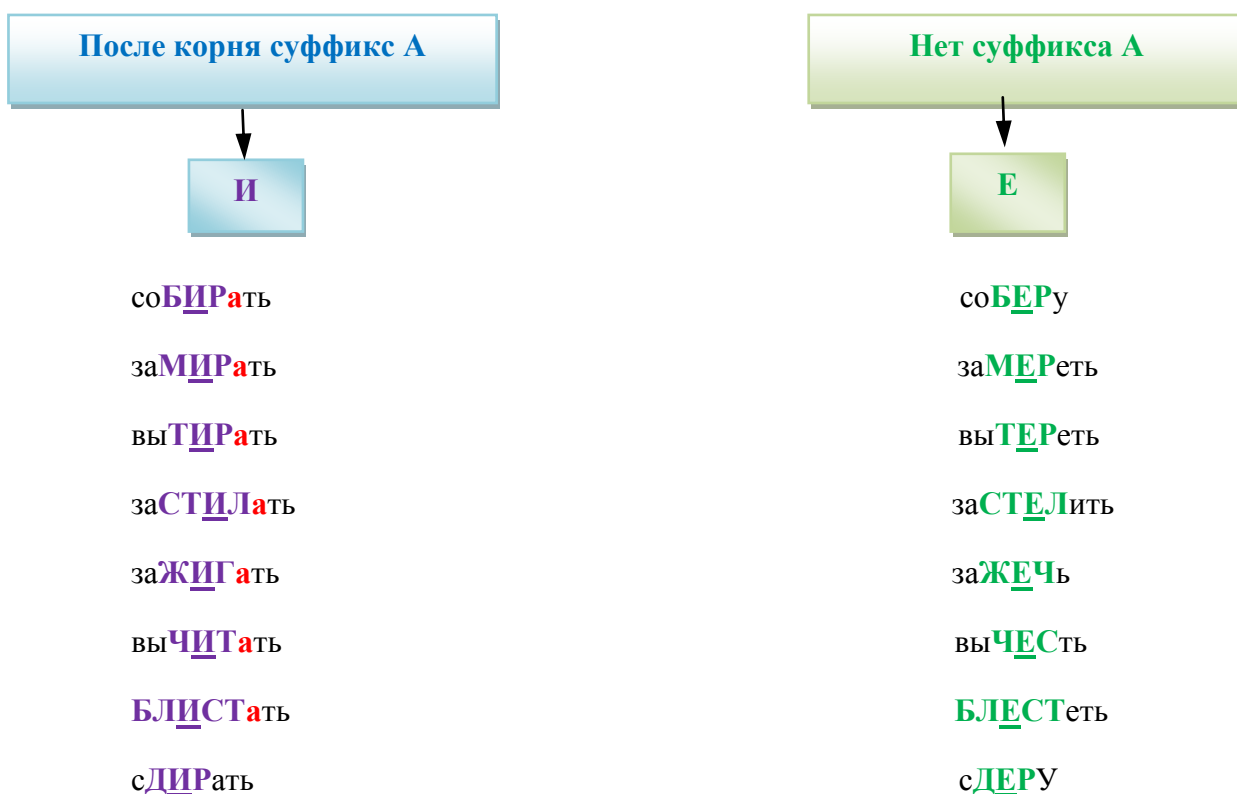 После корня суффикс А
Нет суффикса А
И
Е
соБИРать
соБЕРу
заМИРать
заМЕРеть
выТИРать
выТЕРеть
заСТИЛать
заСТЕЛить
заЖИГать
заЖЕЧь
выЧИТать
выЧЕСть
БЛИСТать
БЛЕСТеть
сДИРать
сДЕРУ